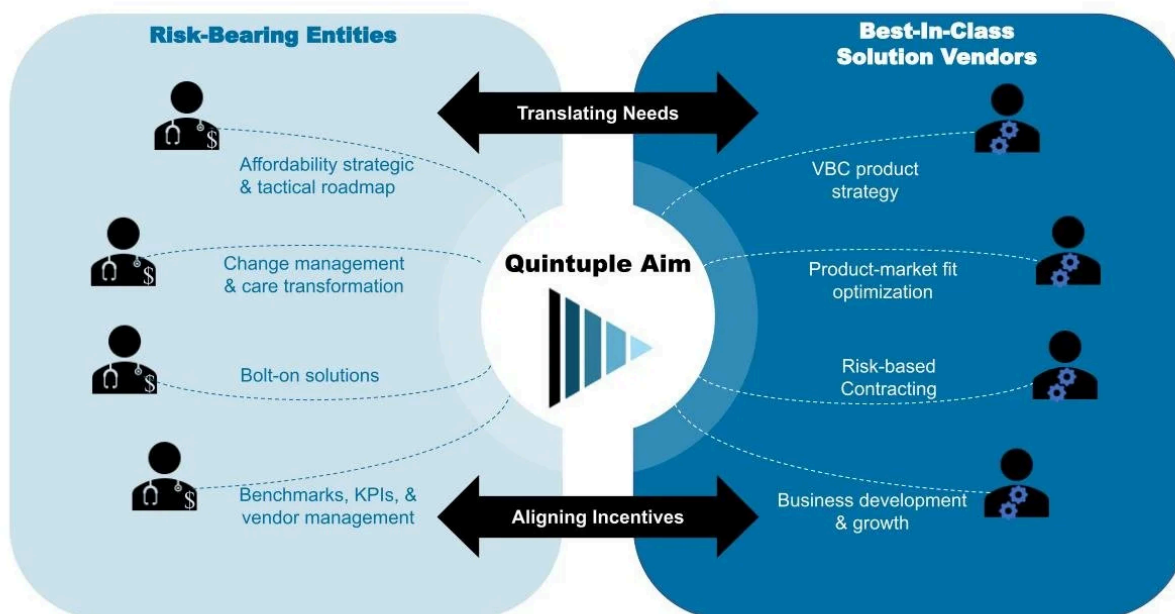 Risk-Bearing Entities
Best-In-Class
Solution Vendors
Translating Needs
$
Affordability strategic
& tactical roadmap
VBC product
strategy
$
Change management
& care transformation
Quintuple Aim
Product-market fit
optimization
$
Bolt-on solutions
Risk-based
Contracting
$
Benchmarks, KPIs, &
vendor management
Aligning Incentives
Business development
& growth